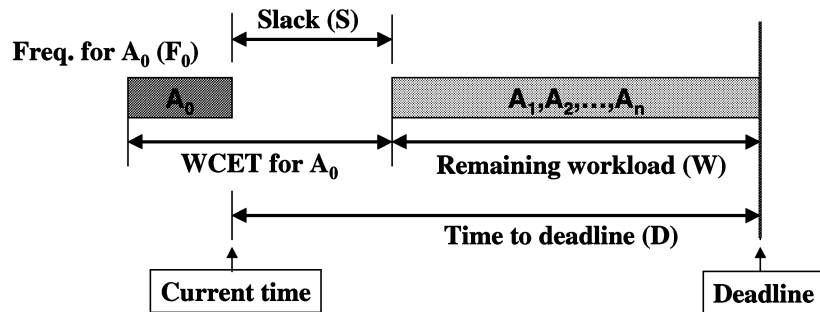 Slack (S)
Freq. for A₀ (F₀)
A₀
A₁,A₂,...,Aₙ
WCET for A₀
Remaining workload (W)
Time to deadline (D)
Current time
Deadline